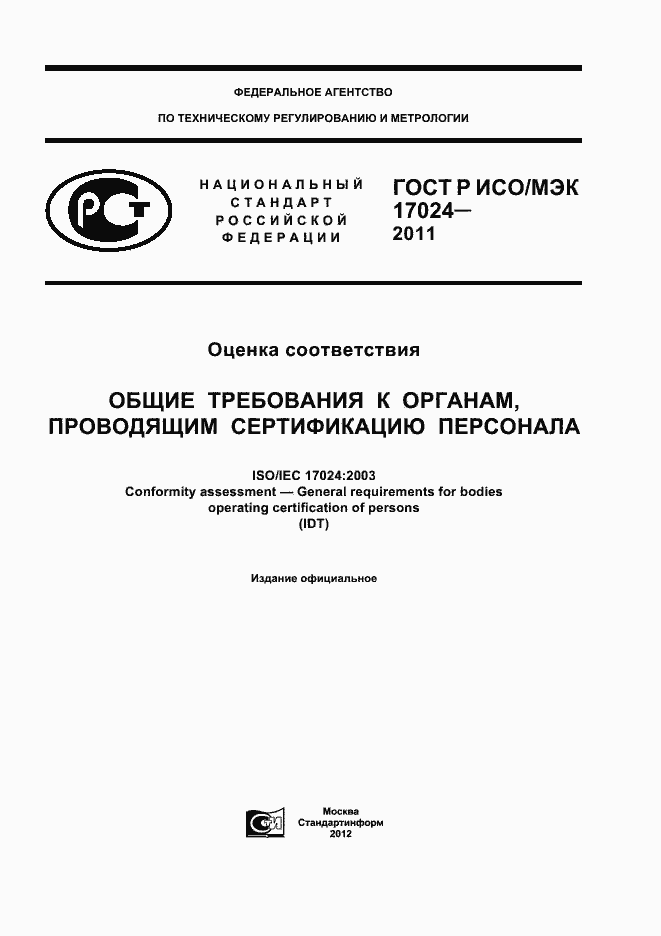 ФЕДЕРАЛЬНОЕ АГЕНТСТВО
ПО ТЕХНИЧЕСКОМУ РЕГУЛИРОВАНИЮ И МЕТРОЛОГИИ
РСТ
НАЦИОНАЛЬНЫЙ
СТАНДАРТ
РОССИЙСКОЙ
ФЕДЕРАЦИИ
ГОСТ Р ИСО/МЭК
17024—
2011
Оценка соответствия
ОБЩИЕ ТРЕБОВАНИЯ К ОРГАНАМ,
ПРОВОДЯЩИМ СЕРТИФИКАЦИЮ ПЕРСОНАЛА
ISO/IEC 17024:2003
Conformity assessment — General requirements for bodies
operating certification of persons
(IDT)
Издание официальное
Москва
Стандартинформ
2012